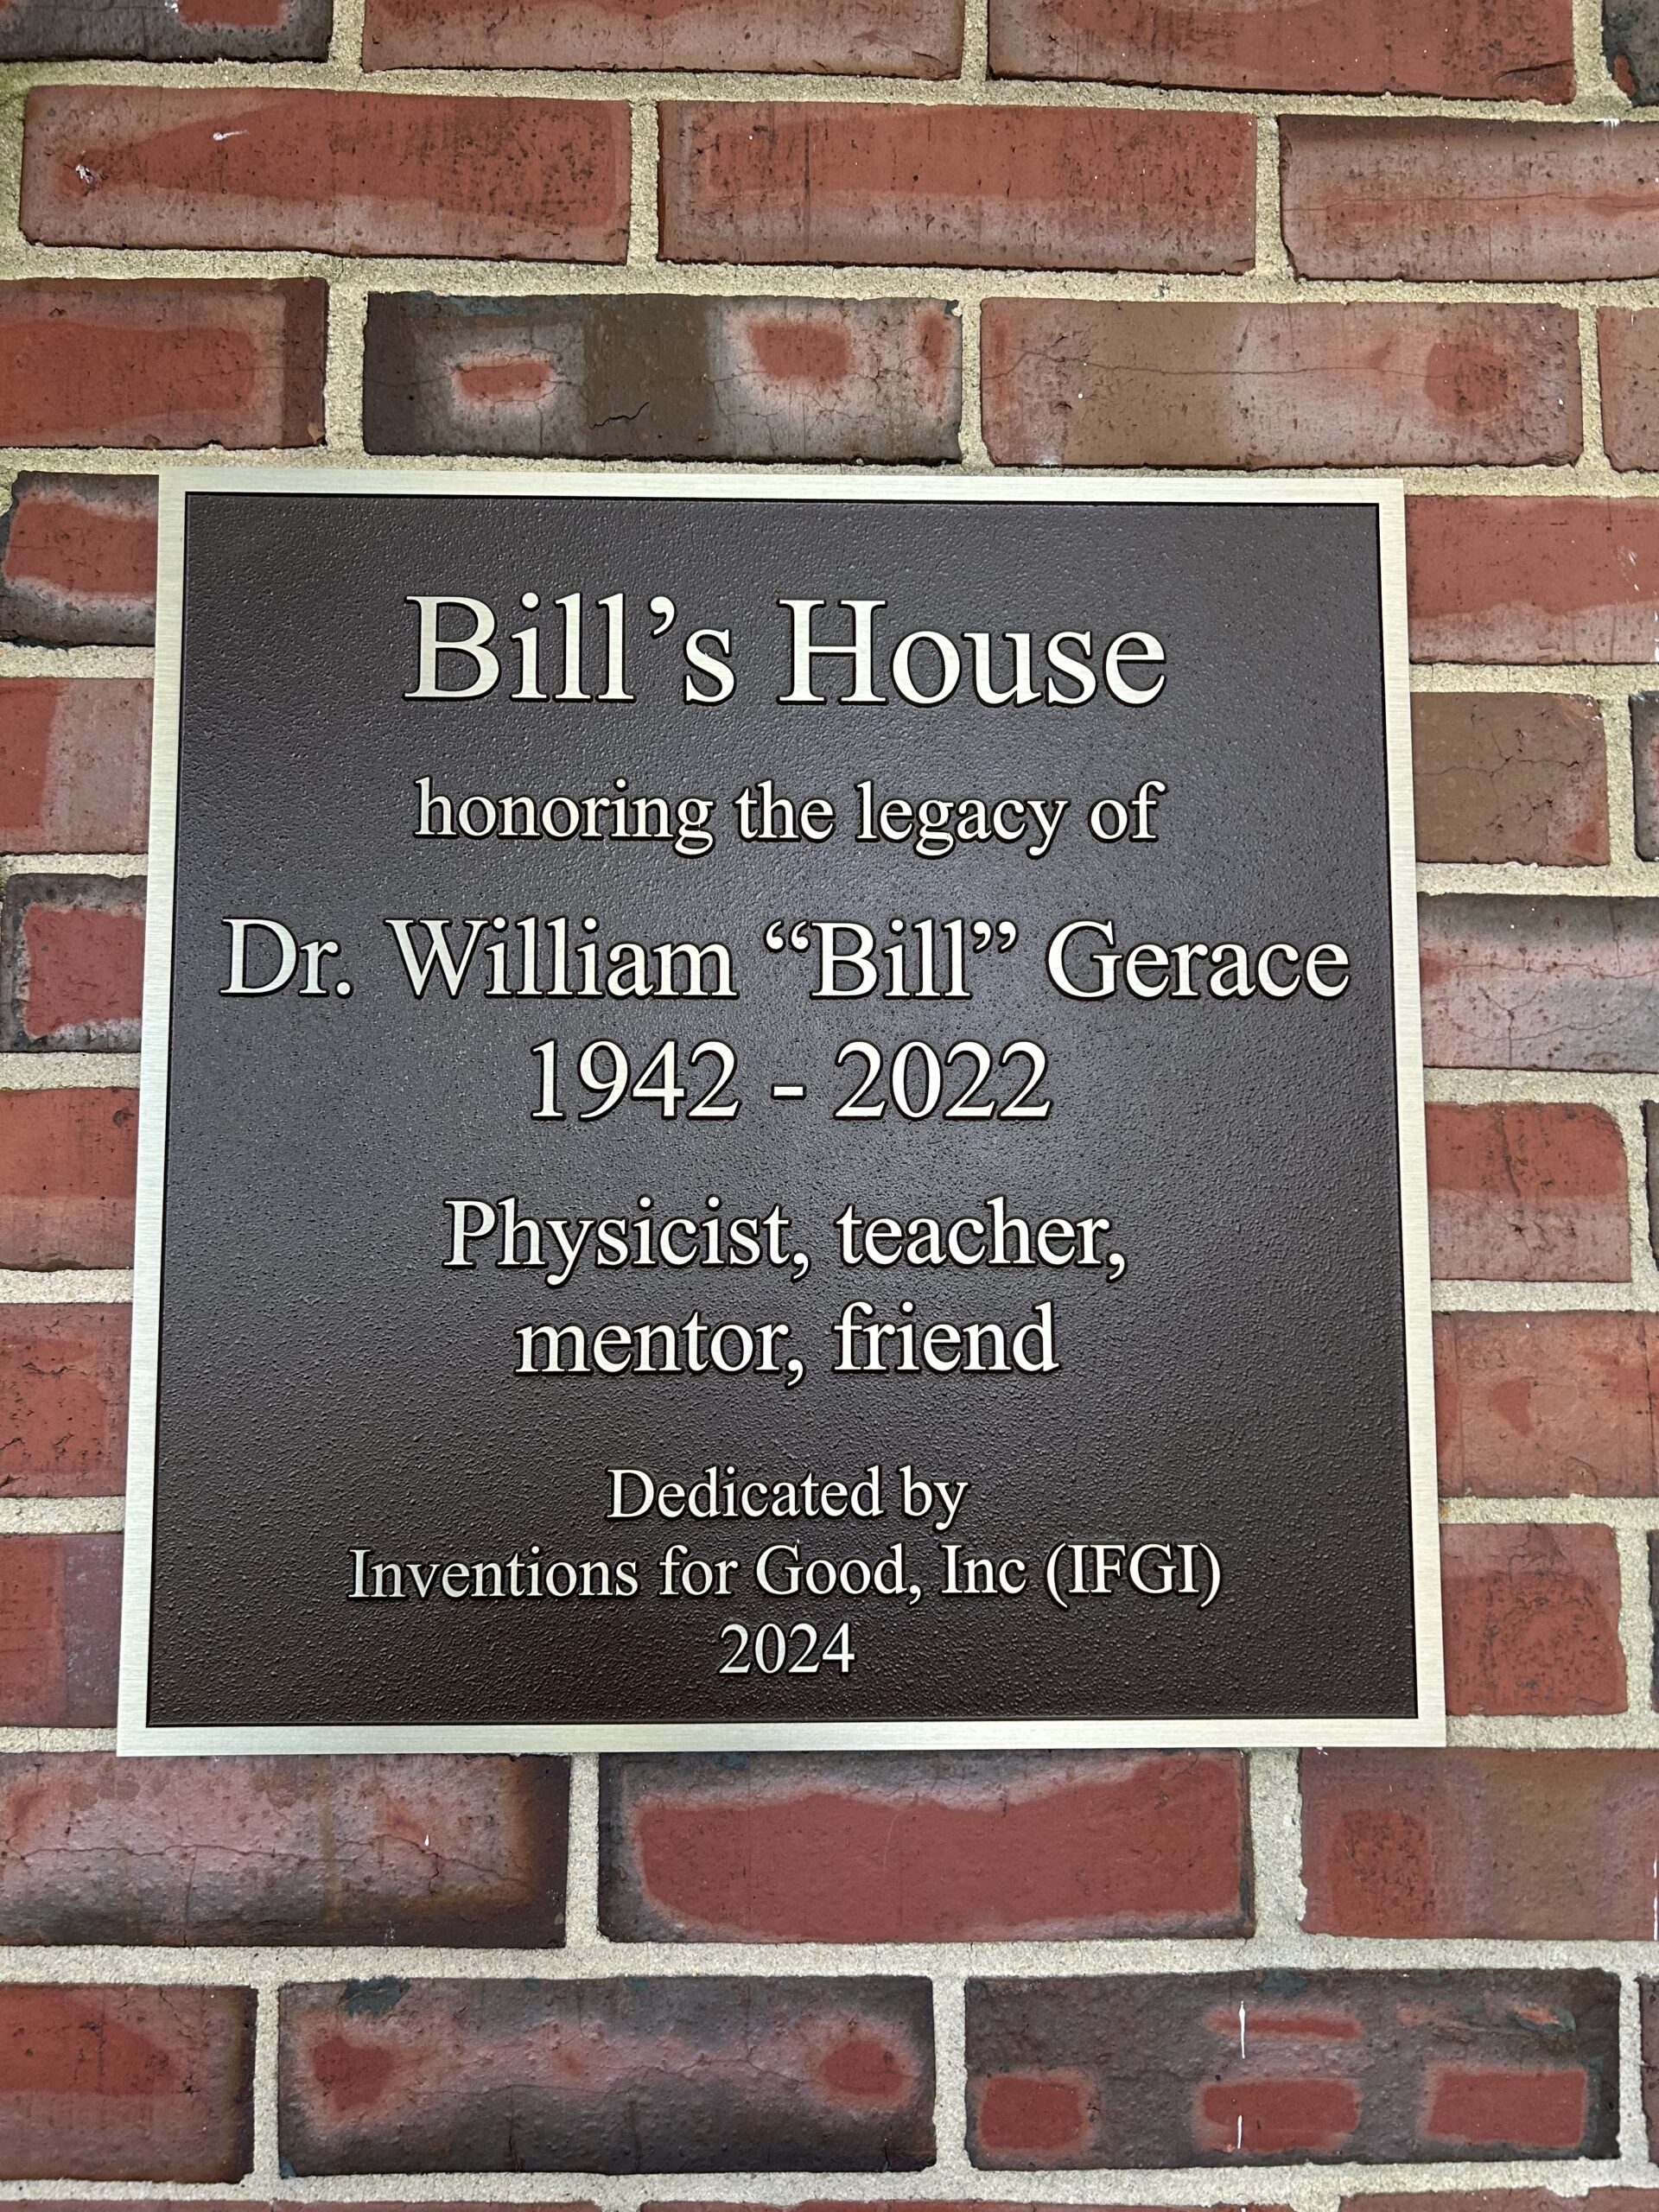 Bill’s House
honoring the legacy of
Dr. William “Bill” Gerace
1942 - 2022
Physicist, teacher,
mentor, friend
Dedicated by
Inventions for Good, Inc (IFGI)
2024